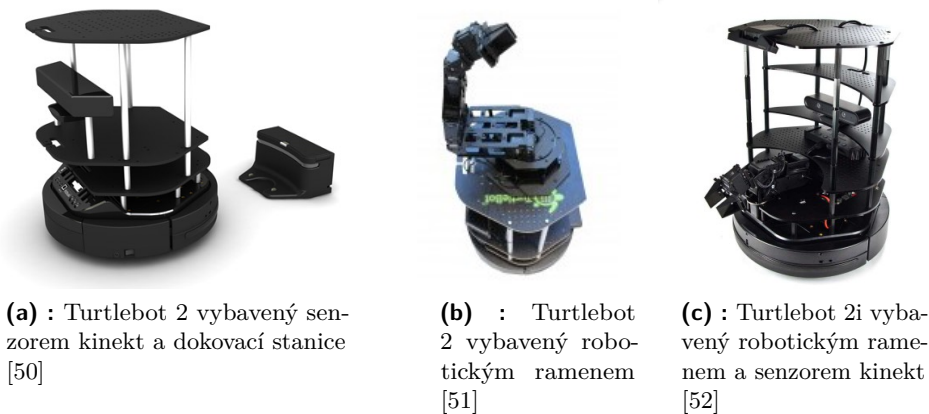 TurtleBot
(a) : Turtlebot 2 vybavený sen-
zorem kinekt a dokovací stanice
[50]
(b) : Turtlebot
2 vybavený robo-
tickým ramenem
[51]
(c) : Turtlebot 2i vyba-
vený robotickým rame-
nem a senzorem kinekt
[52]